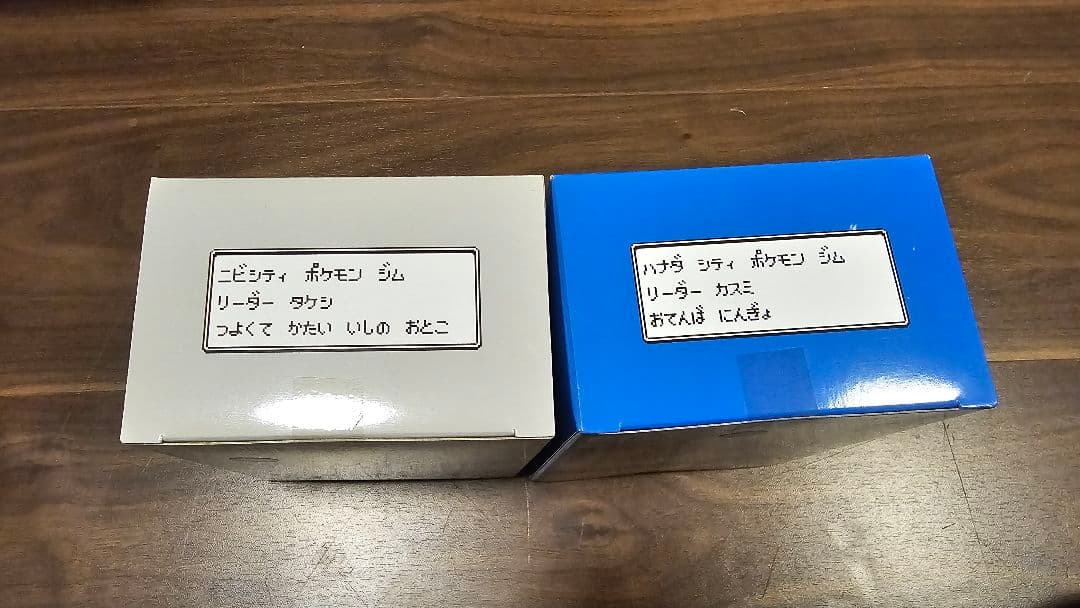 ニビシティ ポケモン ジム
リーダー タケシ
つよくて かたい いしの おとこ
ハナダ シティ ポケモン ジム
リーダー カスミ
おてんば にんぎょ